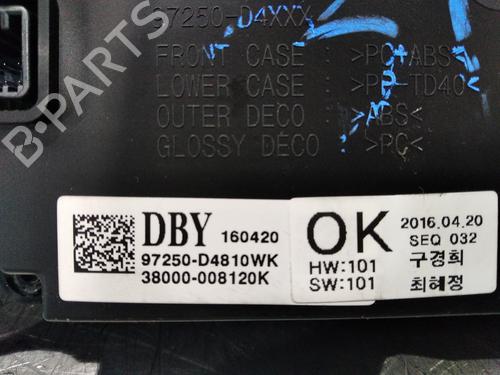 97250-D4XXX
FRONT CASE : >PC+ABS<
LOWER CASE : >PP-TD40<
OUTER DECO : >ABS<
GLOSSY DECO : >PC<
DBY 160420
97250-D4810WK
38000-008120K
OK
HW:101
SW:101
2016.04.20
SEQ 032
구경희
최혜정
B-PARTS